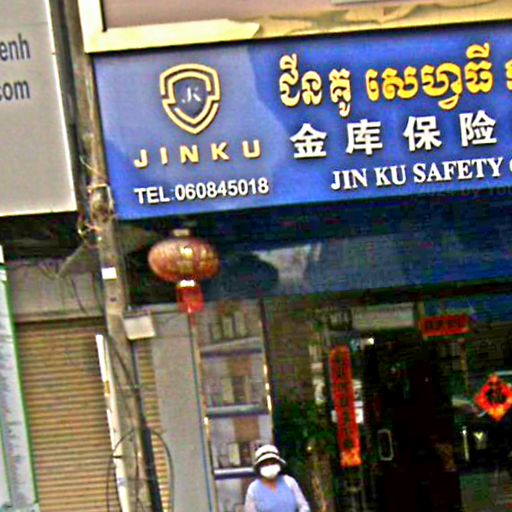 enh
com
JK
ជីន គូ សេហ្វធី
JINKU
金库保险
TEL:060845018
JIN KU SAFETY